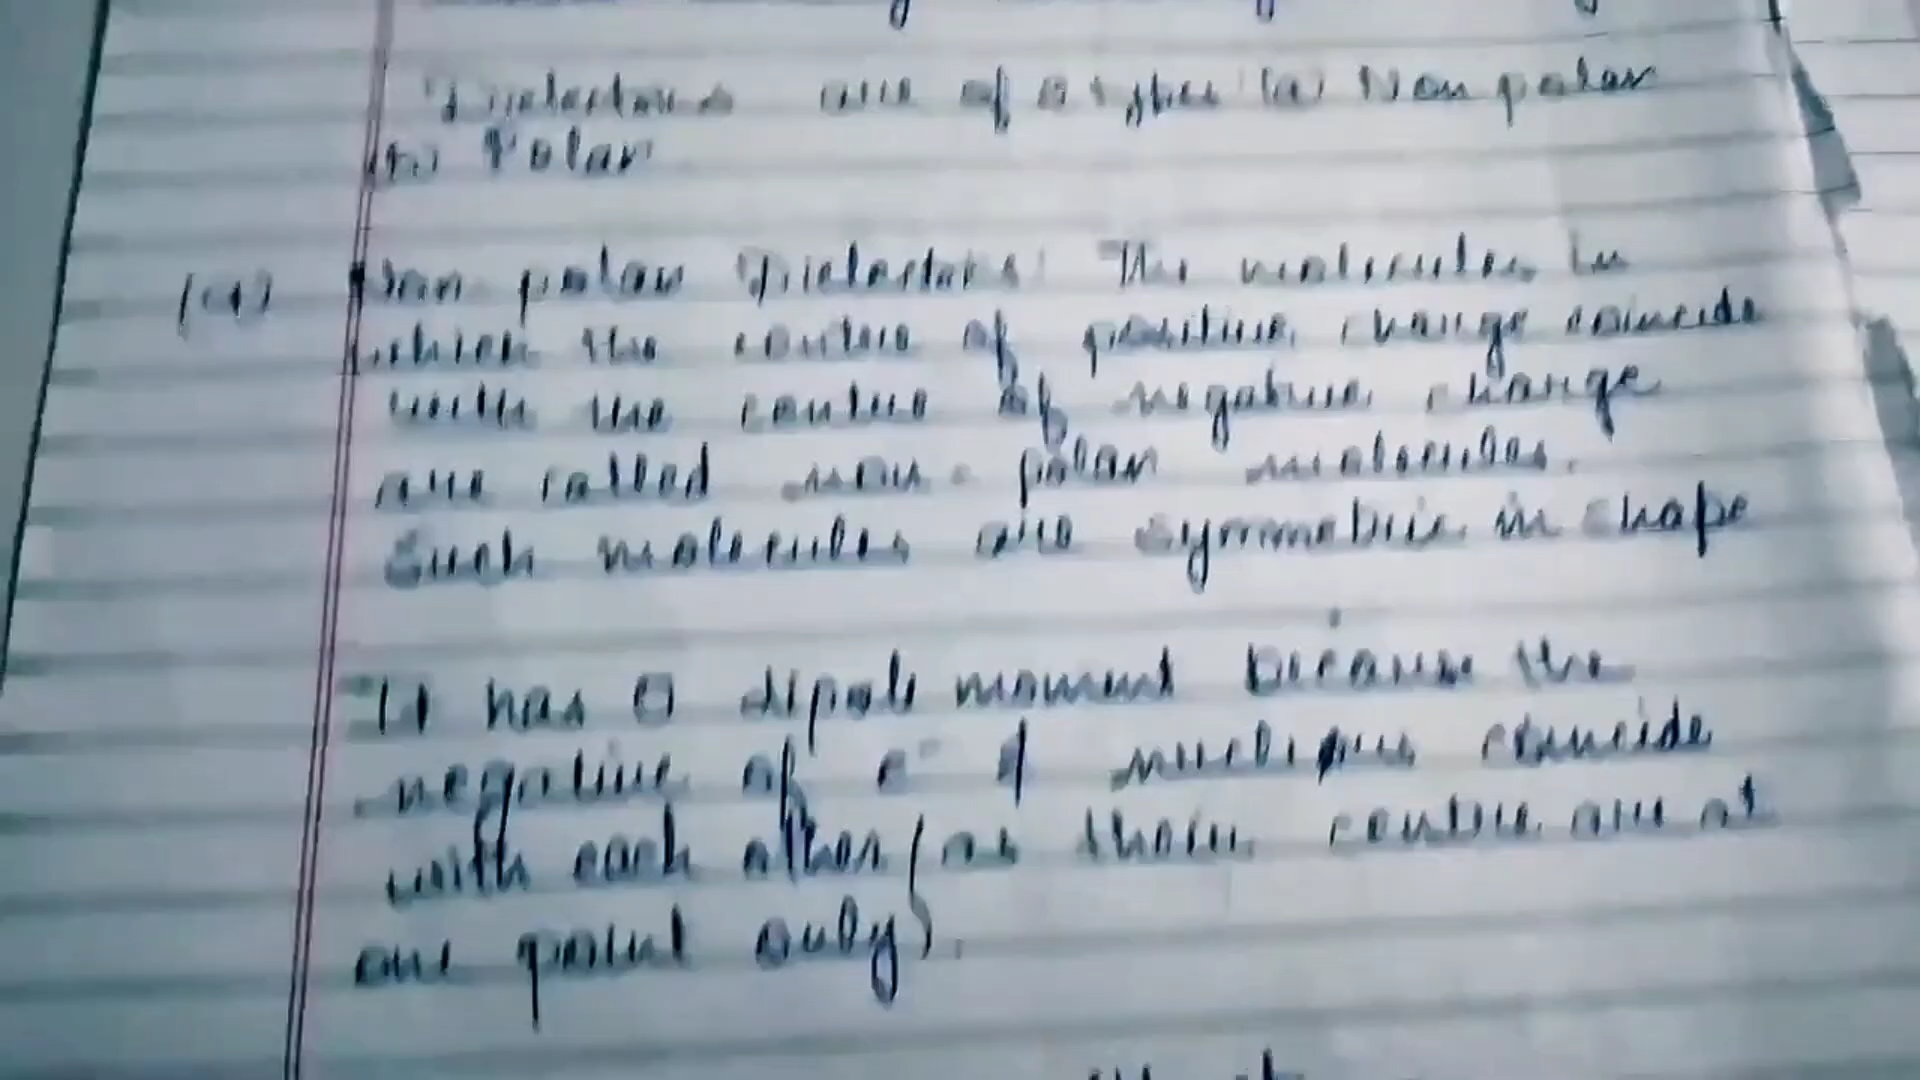 Dielectrics are of 2 types (a) Non polar
(b) Polar
(a) Non-polar Dielectrics: The molecules in
which the centre of positive charge coincide
with the centre of negative charge
are called non-polar molecules.
Such molecules are symmetric in shape
It has 0 dipole moment because the
negative of e⁻ & nucleus coincide
with each other (as their centre are at
one point only).